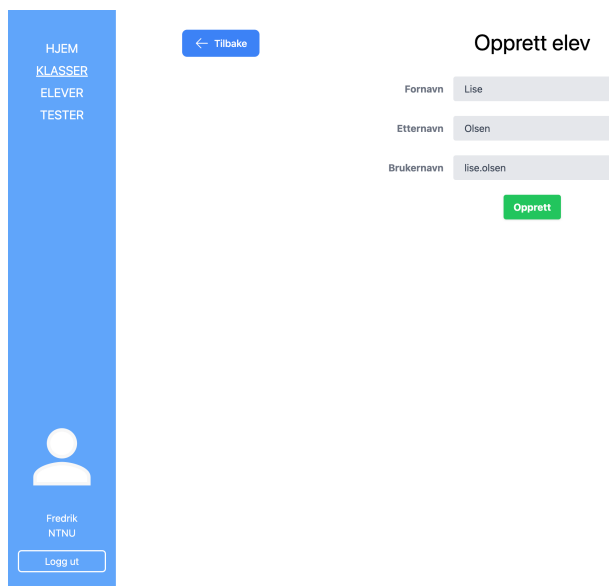 HJEM
KLASSER
ELEVER
TESTER
Fredrik
NTNU
Logg ut
← Tilbake
Opprett elev
Fornavn Lise
Etternavn Olsen
Brukernavn lise.olsen
Opprett